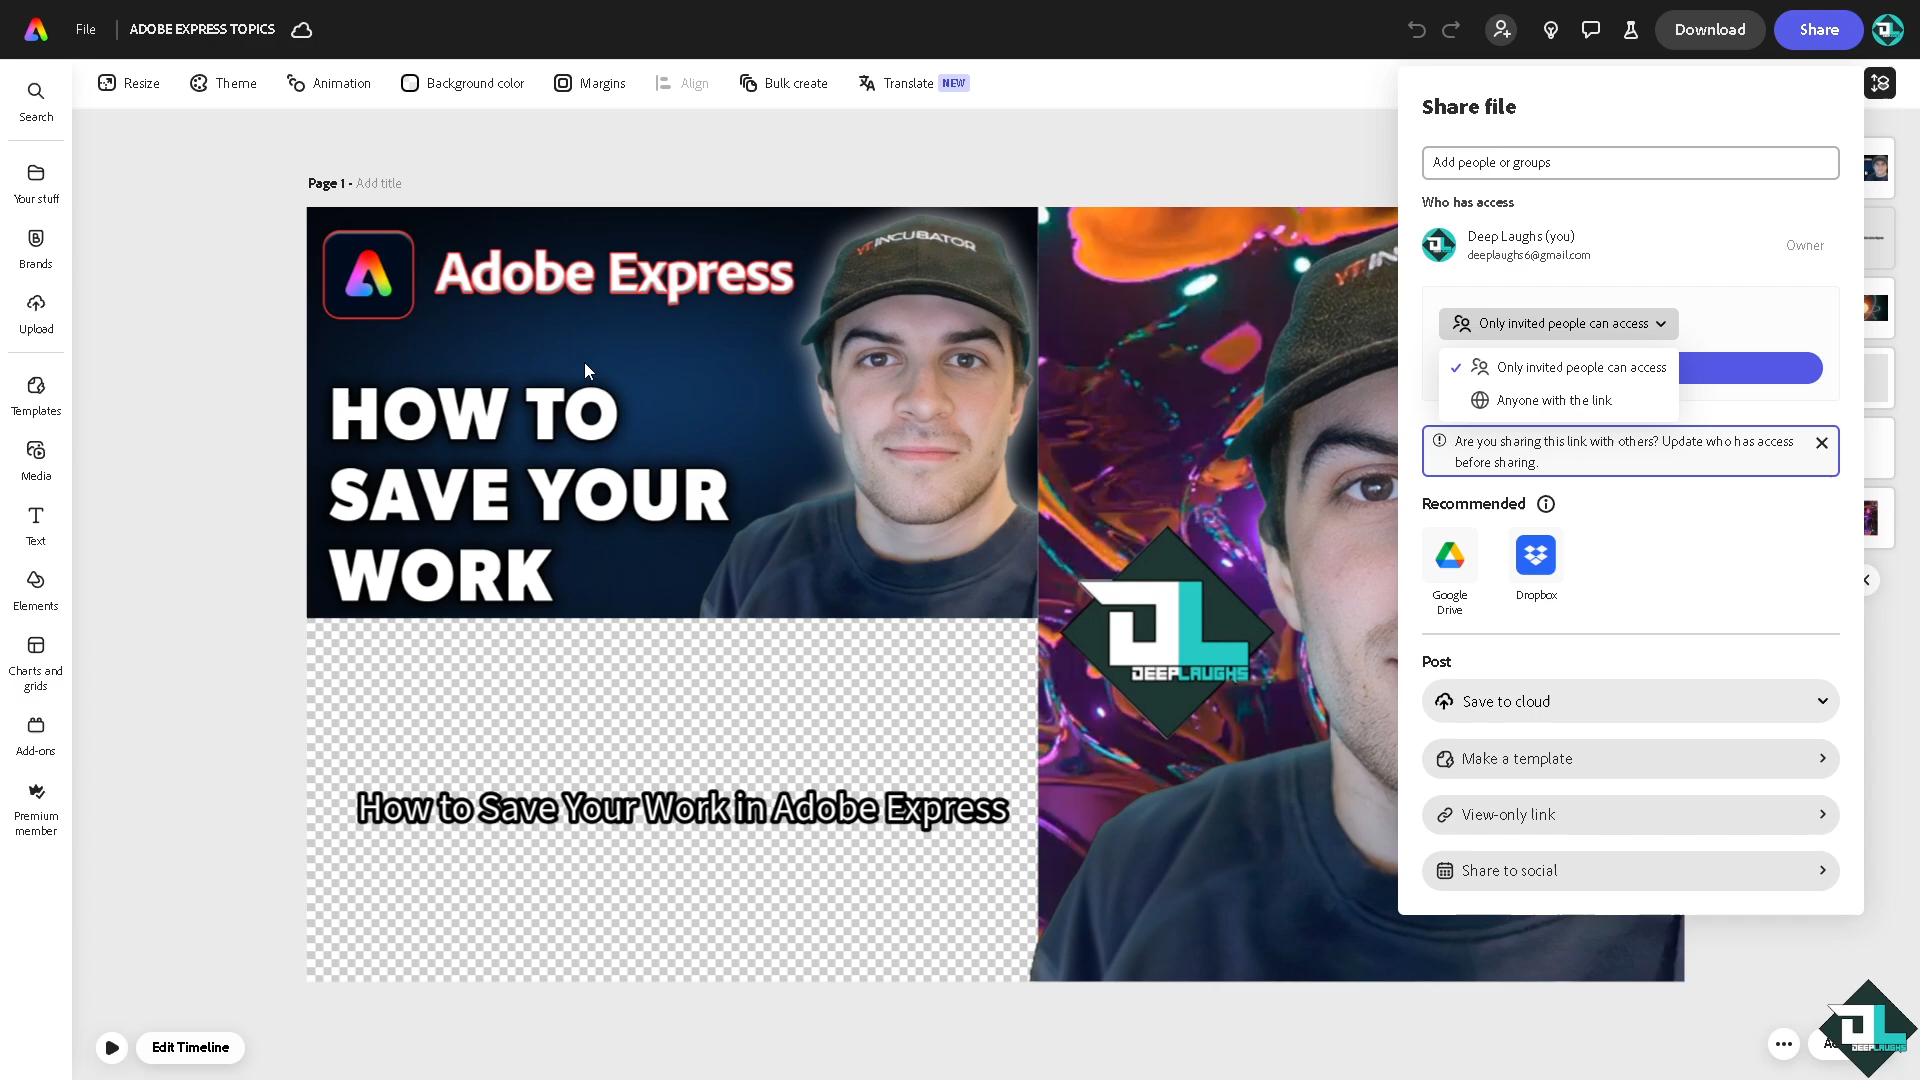 File
ADOBE EXPRESS TOPICS
Download
Share
Resize
Theme
Animation
Background color
Margins
Align
Bulk create
Translate NEW
Search
Your stuff
Brands
Upload
Templates
Media
Text
Elements
Charts and
grids
Add-ons
Premium
member
Page 1 - Add title
Adobe Express
HOW TO
SAVE YOUR
WORK
YT INCUBATOR
How to Save Your Work in Adobe Express
DL
DEEPLAUGHS
Share file
Add people or groups
Who has access
Deep Laughs (you)
deeplaughs6@gmail.com
Owner
Only invited people can access
Only invited people can access
Anyone with the link
Are you sharing this link with others? Update who has access
before sharing.
Recommended
Google
Drive
Dropbox
Post
Save to cloud
Make a template
View-only link
Share to social
Edit Timeline
DL
DEEPLAUGHS